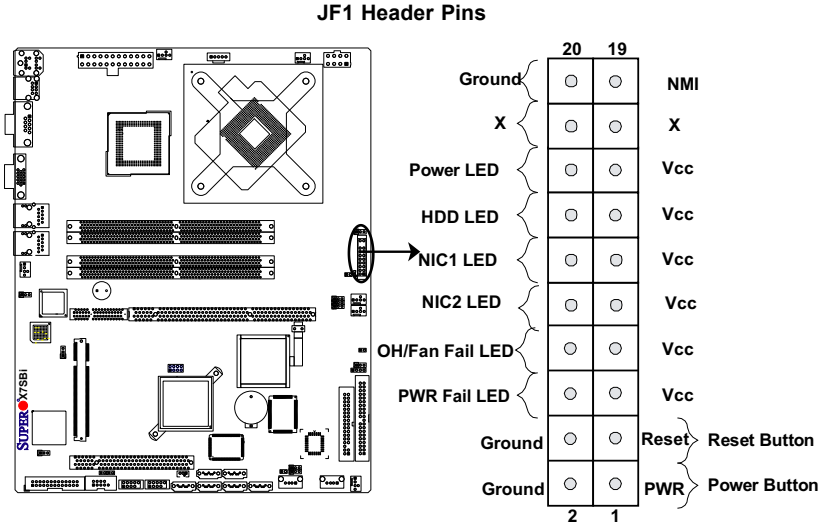 JF1 Header Pins
20 19
Ground NMI
X X
Power LED Vcc
HDD LED Vcc
NIC1 LED Vcc
NIC2 LED Vcc
OH/Fan Fail LED Vcc
PWR Fail LED Vcc
Ground Reset Reset Button
Ground PWR Power Button
2 1
SUPER X7SBi